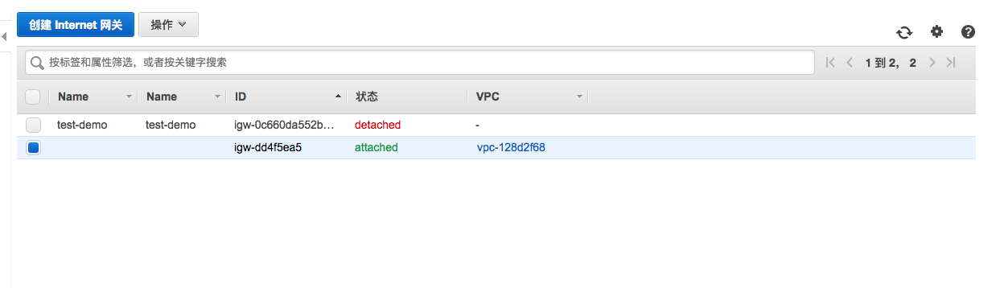 创建 Internet 网关 操作
按标签和属性筛选，或者按关键字搜索 1 到 2， 2
Name Name ID 状态 VPC
test-demo test-demo igw-0c660da552b... detached -
igw-dd4f5ea5 attached vpc-128d2f68